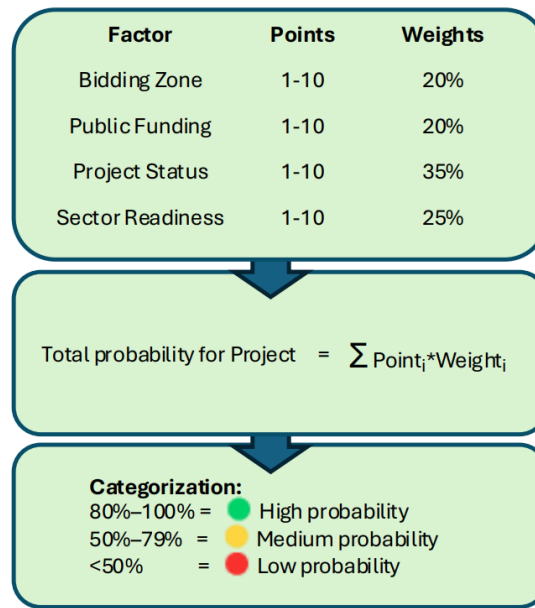 Factor Points Weights
Bidding Zone 1-10 20%
Public Funding 1-10 20%
Project Status 1-10 35%
Sector Readiness 1-10 25%
Total probability for Project = Σ Pointᵢ*Weightᵢ
Categorization:
80%–100% = High probability
50%–79% = Medium probability
<50% = Low probability